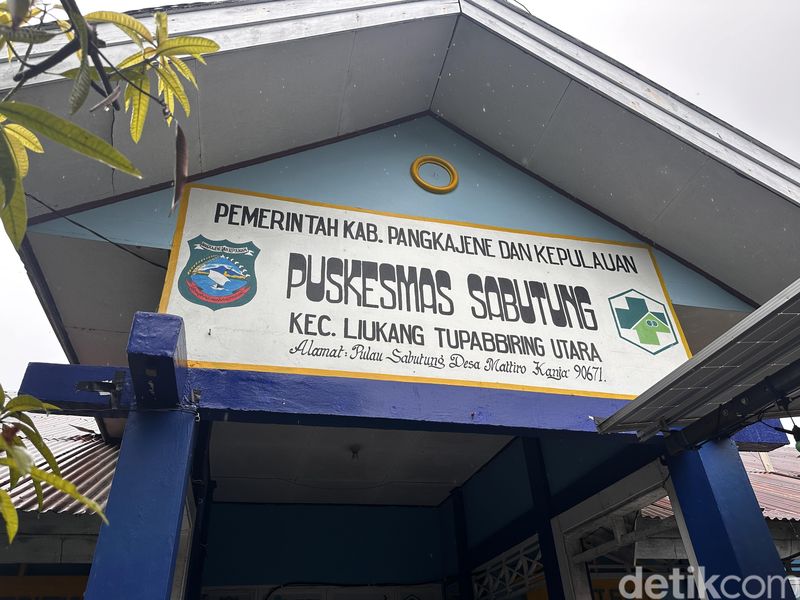 PEMERINTAH KAB. PANGKAJENE DAN KEPULAUAN
PUSKESMAS SABUTUNG
KEC. LIUKANG TUPABBIRING UTARA
Alamat: Pulau Sabutung Desa Mattiro Kanja 90671.
detikcom